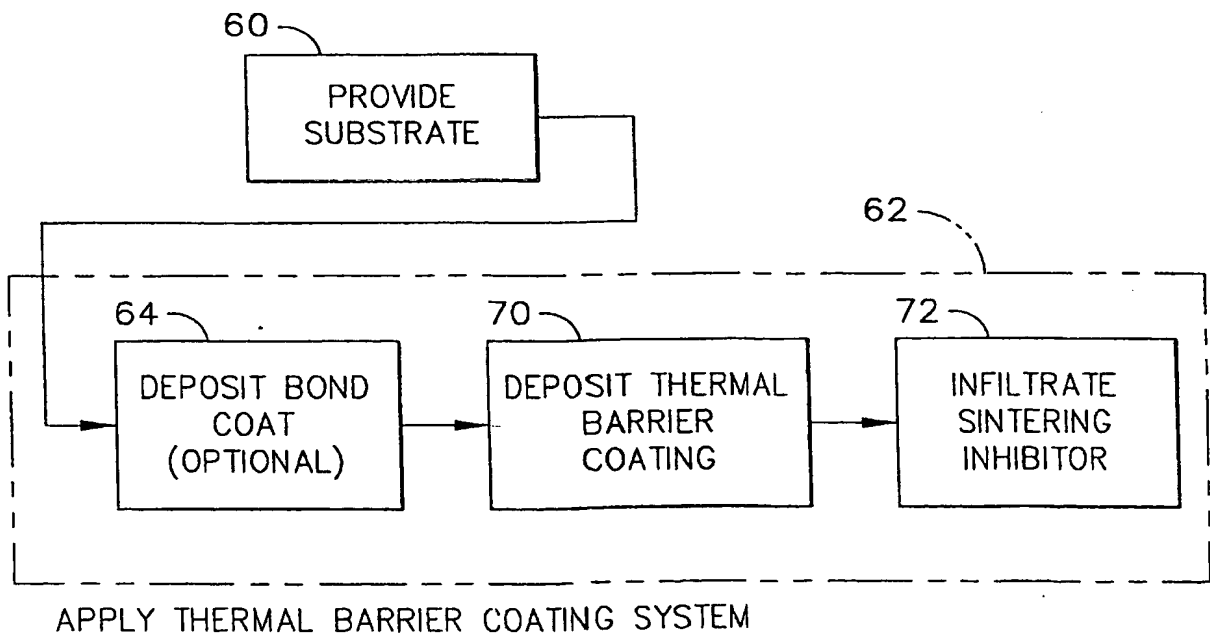 60
PROVIDE
SUBSTRATE
62
64
DEPOSIT BOND
COAT
(OPTIONAL)
70
DEPOSIT THERMAL
BARRIER
COATING
72
INFILTRATE
SINTERING
INHIBITOR
APPLY THERMAL BARRIER COATING SYSTEM